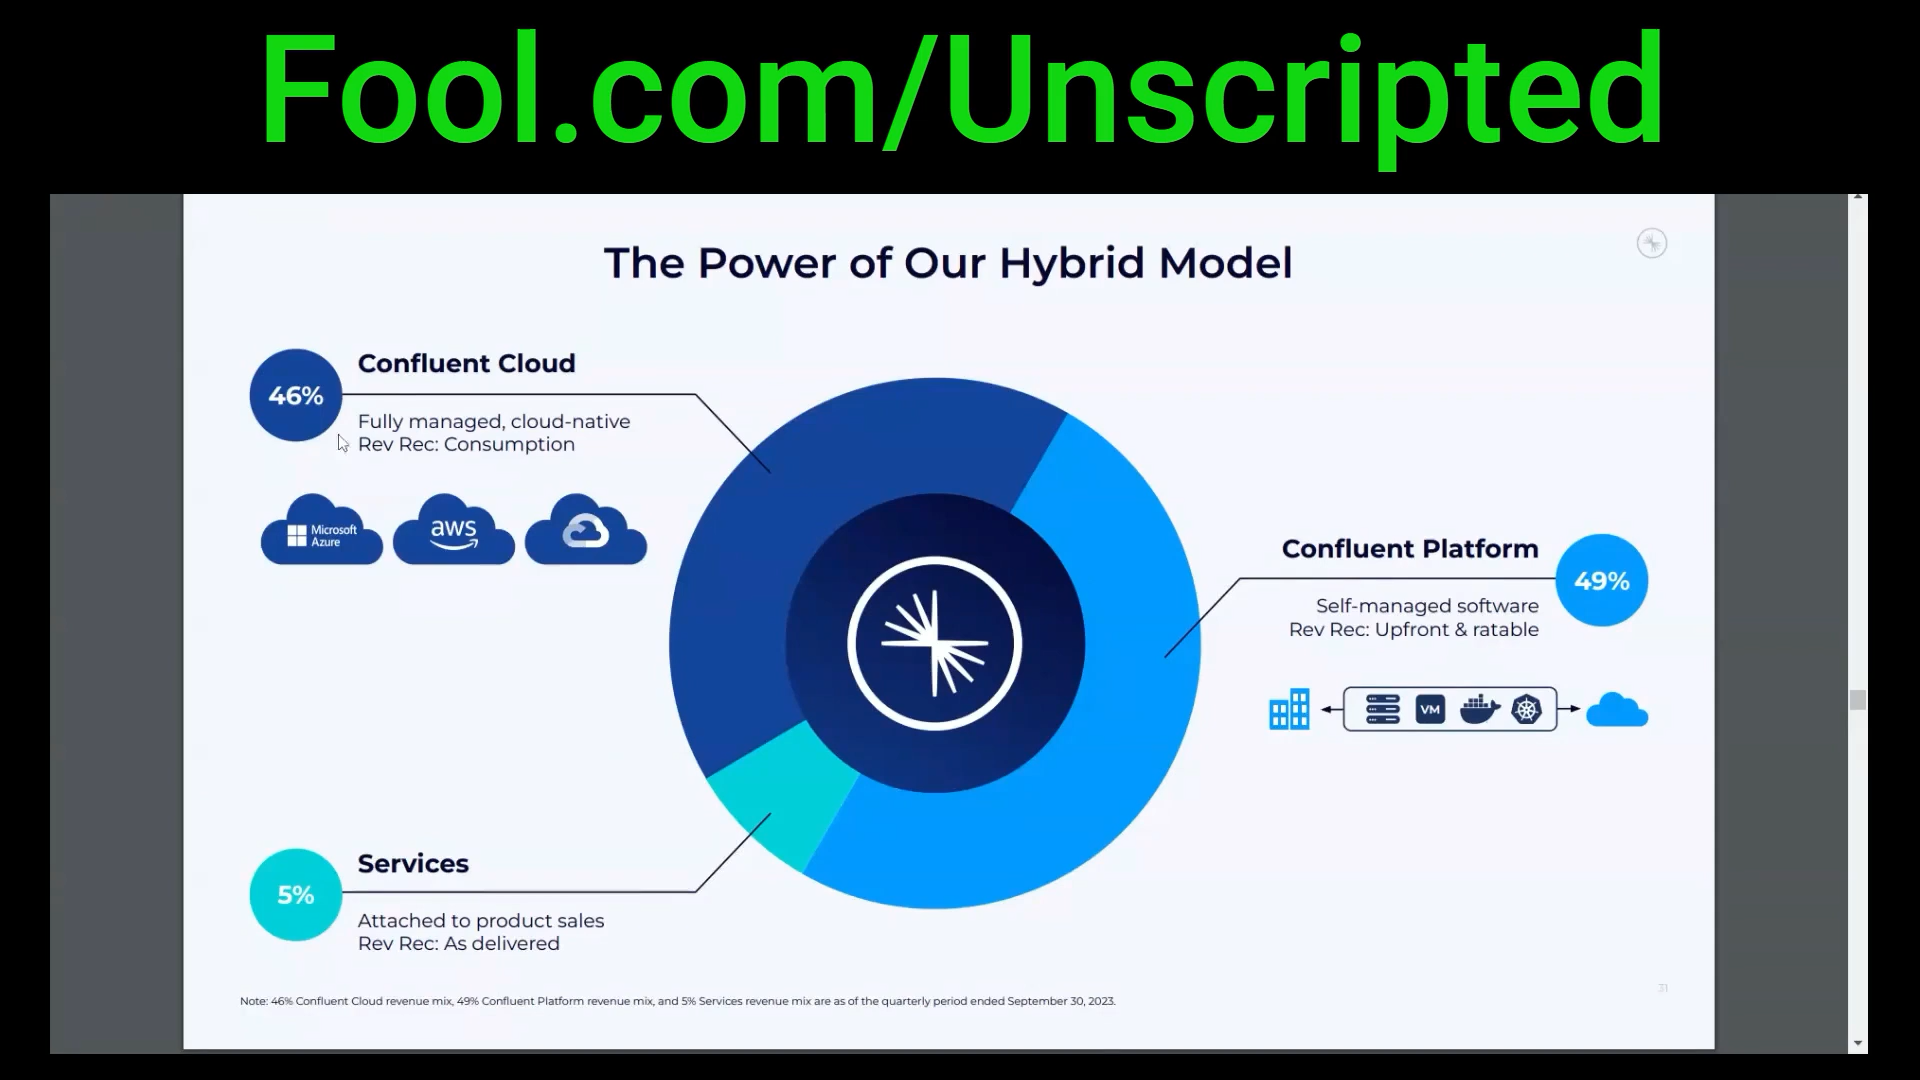 Fool.com/Unscripted
The Power of Our Hybrid Model
46%
Confluent Cloud
Fully managed, cloud-native
Rev Rec: Consumption
Microsoft
Azure
aws
Confluent Platform
49%
Self-managed software
Rev Rec: Upfront & ratable
VM
Services
5%
Attached to product sales
Rev Rec: As delivered
Note: 46% Confluent Cloud revenue mix, 49% Confluent Platform revenue mix, and 5% Services revenue mix are as of the quarterly period ended September 30, 2023.
31